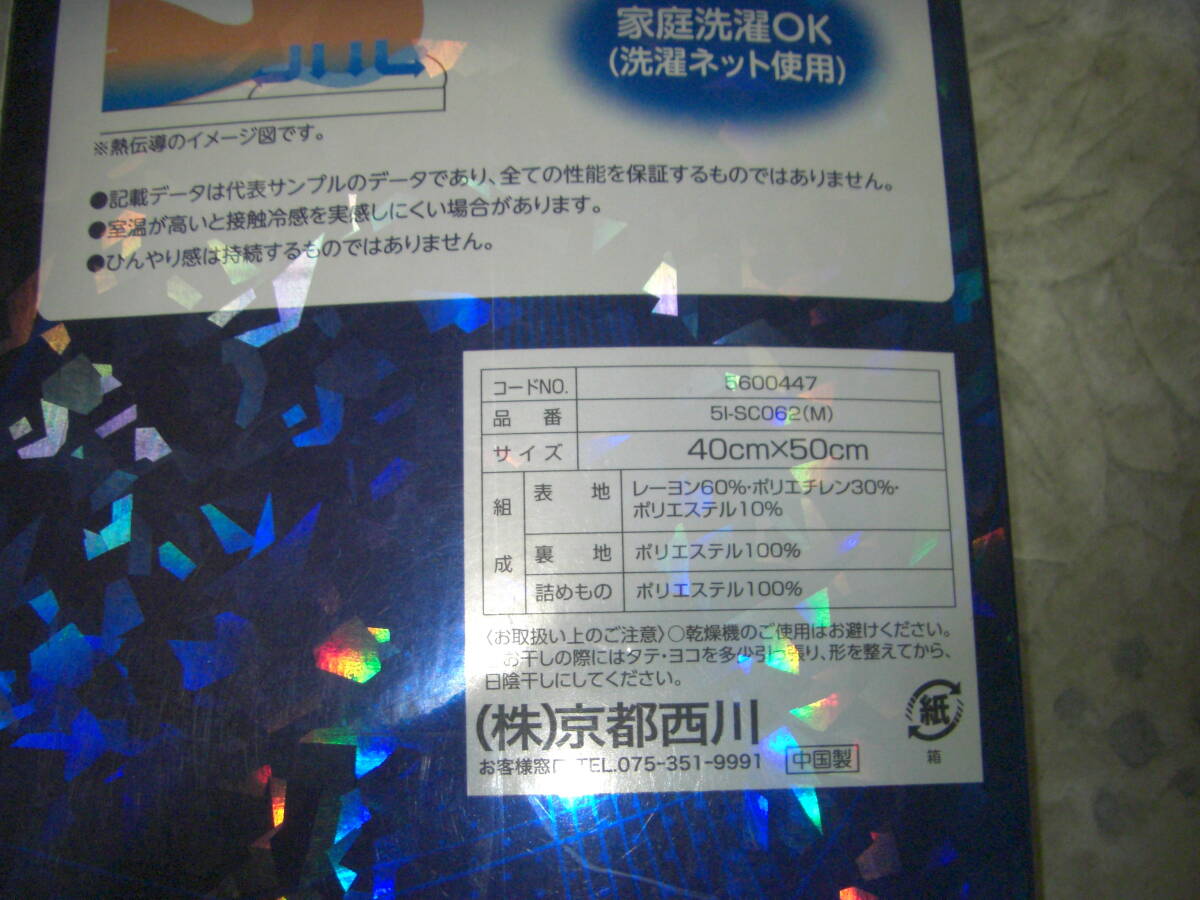 家庭洗濯OK
(洗濯ネット使用)
※熱伝導のイメージ図です。
●記載データは代表サンプルのデータであり、全ての性能を保証するものではありません。
●室温が高いと接触冷感を実感しにくい場合があります。
●ひんやり感は持続するものではありません。
コードNO. 5600447
品番 5I-SC062(M)
サイズ 40cm×50cm
組成
表地 レーヨン60%・ポリエチレン30%・
ポリエステル10%
裏地 ポリエステル100%
詰めもの ポリエステル100%
〈お取扱い上のご注意〉○乾燥機のご使用はお避けください。
○お干しの際にはタテ・ヨコを多少引っ張り、形を整えてから、
日陰干しにしてください。
(株)京都西川
お客様窓口 TEL.075-351-9991 中国製
紙
箱